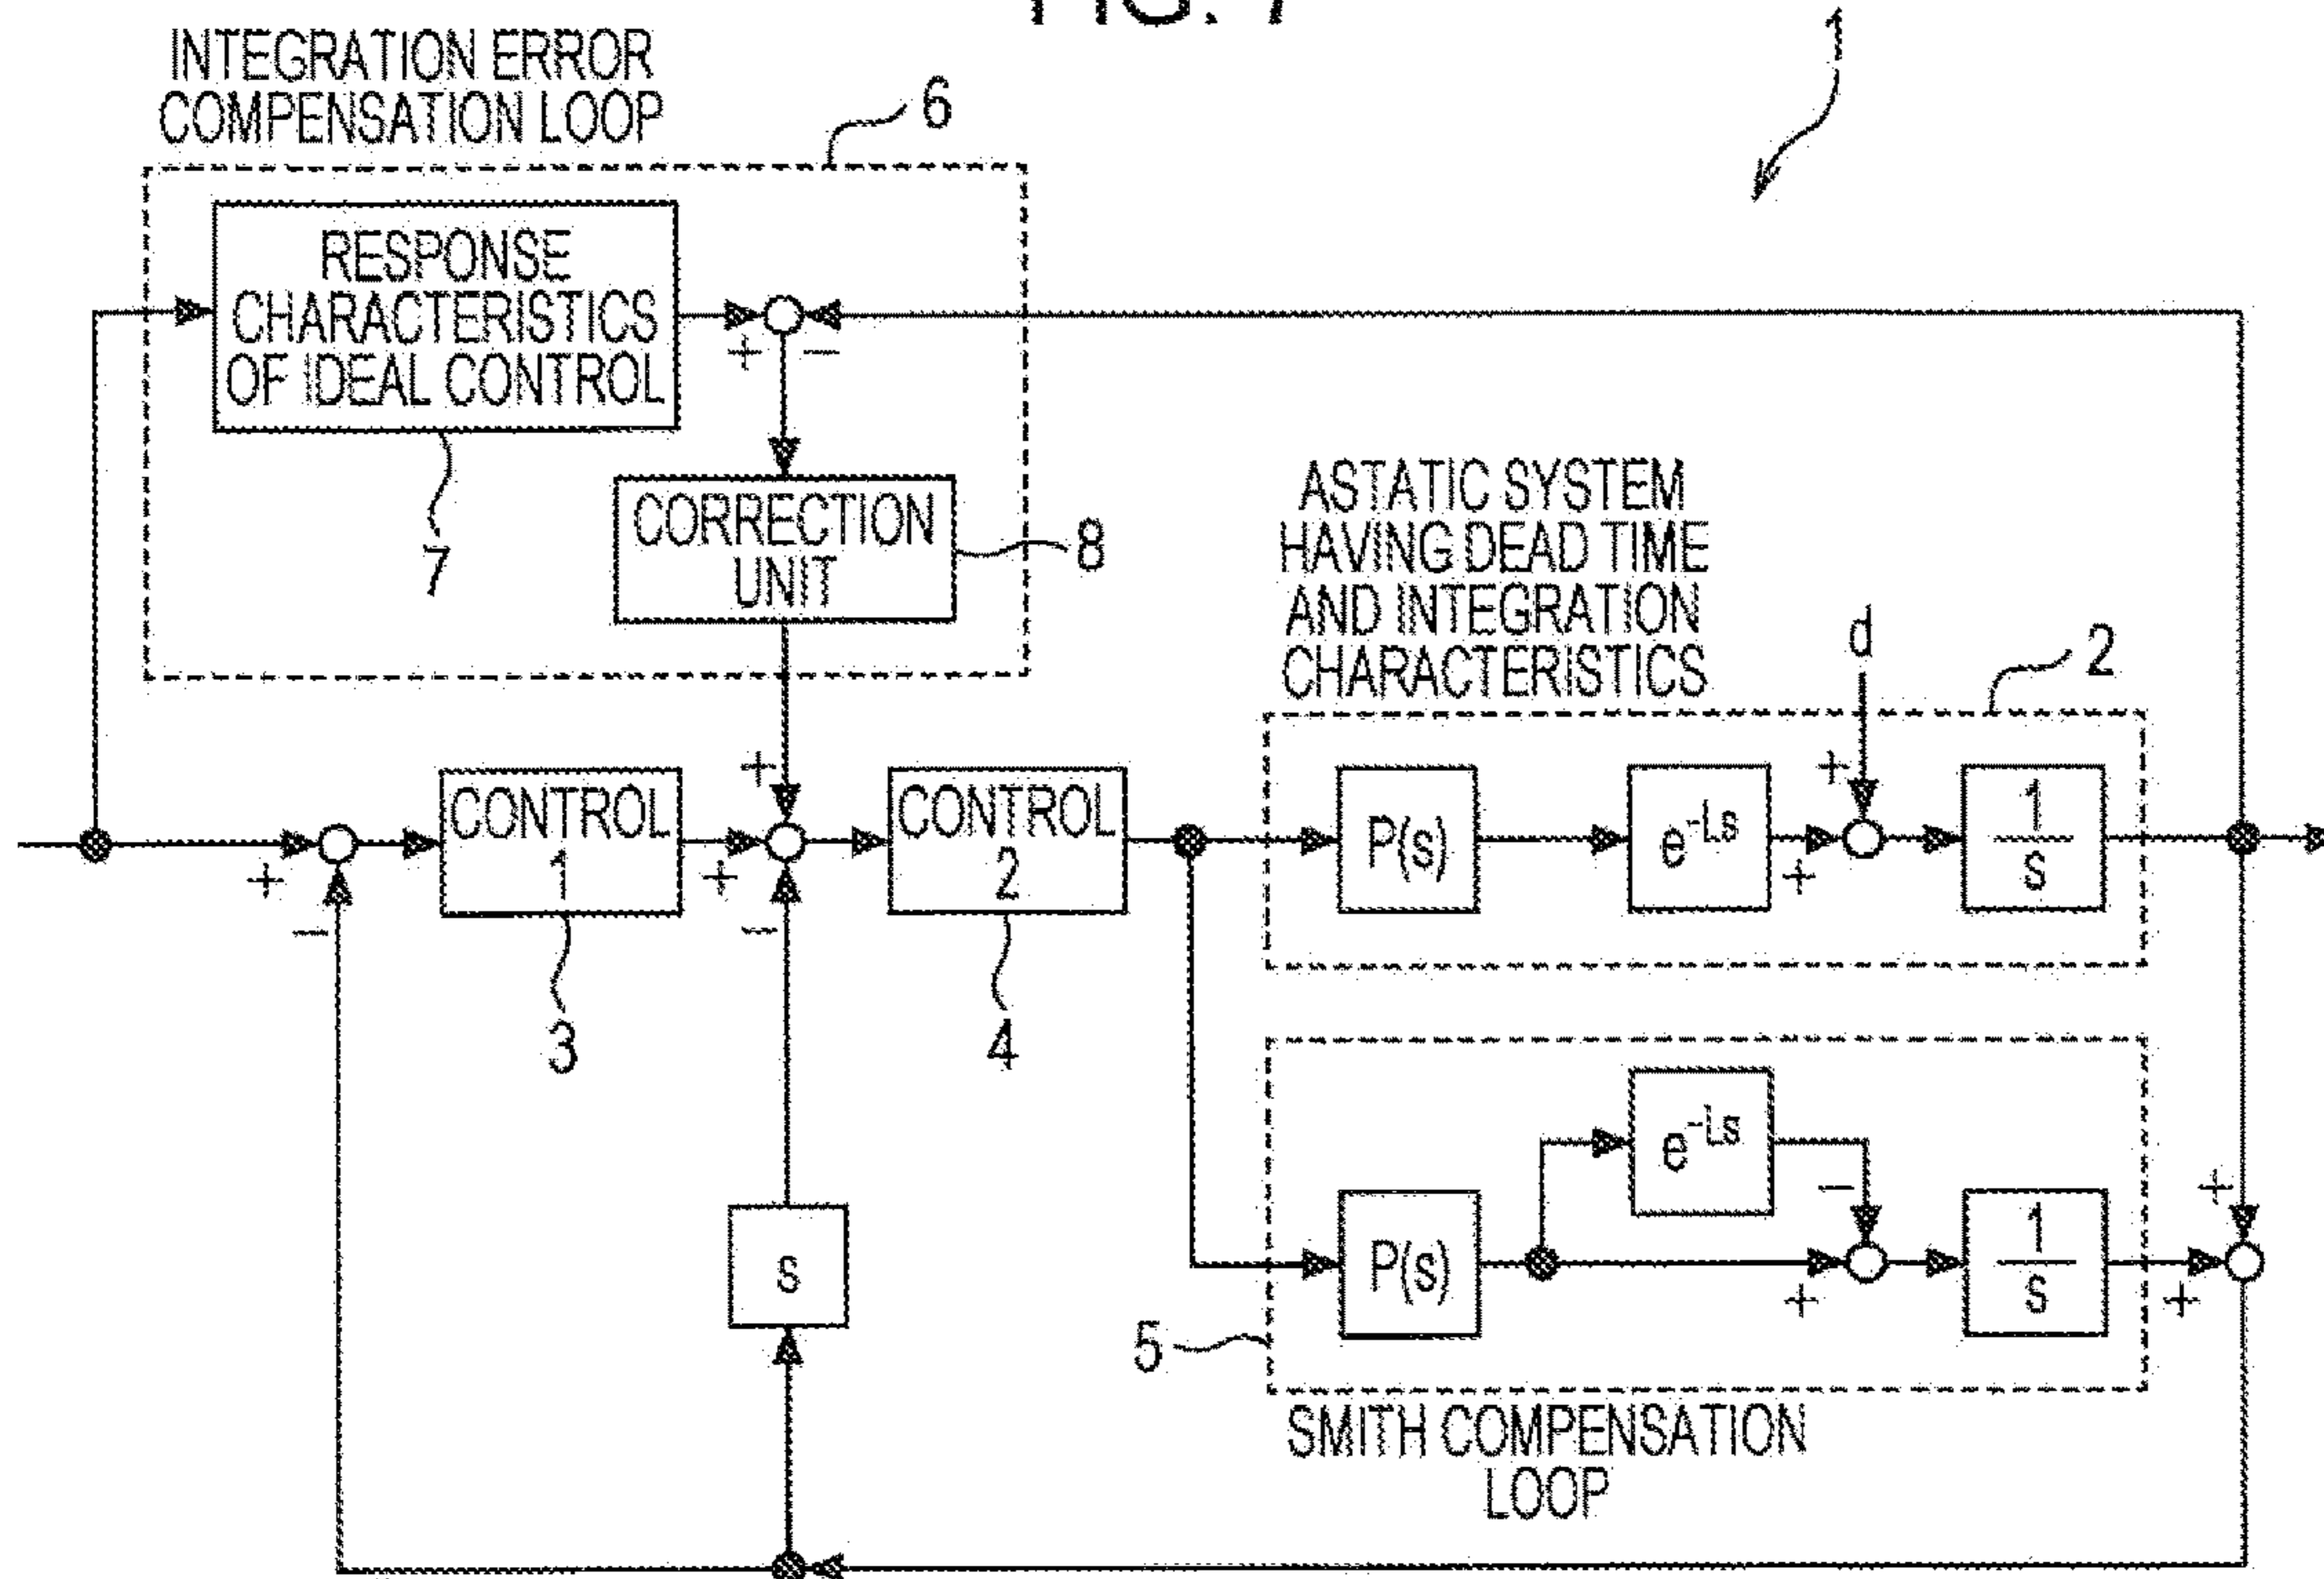 FIG. 7
1
INTEGRATION ERROR
COMPENSATION LOOP
6
RESPONSE
CHARACTERISTICS
OF IDEAL CONTROL
+ −
7
CORRECTION
UNIT
8
ASTATIC SYSTEM
HAVING DEAD TIME
AND INTEGRATION
CHARACTERISTICS
d
2
+
−
CONTROL
1
3
+
+
−
CONTROL
2
4
P(s)
e^-Ls
+
+
1
s
s
P(s)
e^-Ls
−
+
1
s
+
+
5
SMITH COMPENSATION
LOOP